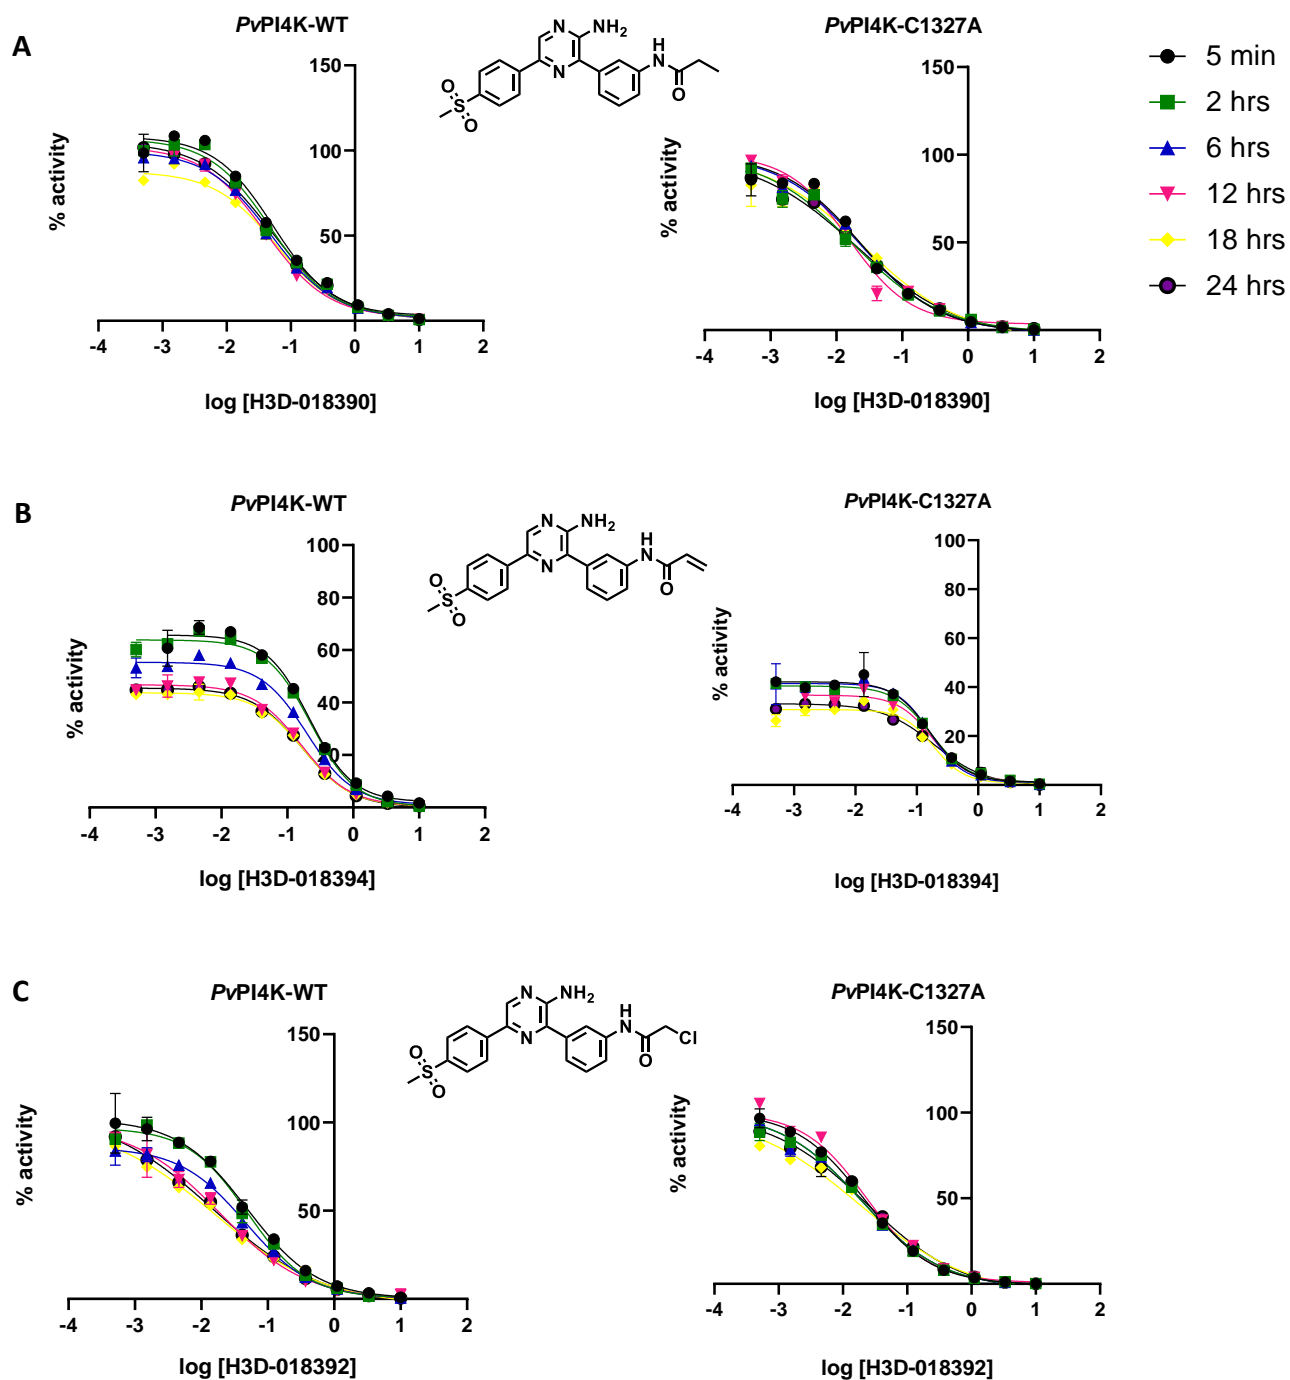 A
PvPI4K-WT
PvPI4K-C1327A
N
NH2
N
H
N
O
O
S
O
5 min
2 hrs
6 hrs
12 hrs
18 hrs
24 hrs
150
100
50
% activity
-4 -3 -2 -1 0 1 2
log [H3D-018390]
150
100
50
% activity
-4 -3 -2 -1 0 1 2
log [H3D-018390]
B
PvPI4K-WT
PvPI4K-C1327A
N
NH2
N
H
N
O
O
S
O
100
80
60
40
20
% activity
-4 -3 -2 -1 0 1 2
log [H3D-018394]
100
80
60
40
20
% activity
-4 -3 -2 -1 0 1 2
log [H3D-018394]
C
PvPI4K-WT
PvPI4K-C1327A
N
NH2
N
H
N
Cl
O
O
S
O
150
100
50
% activity
-4 -3 -2 -1 0 1 2
log [H3D-018392]
150
100
50
% activity
-4 -3 -2 -1 0 1 2
log [H3D-018392]